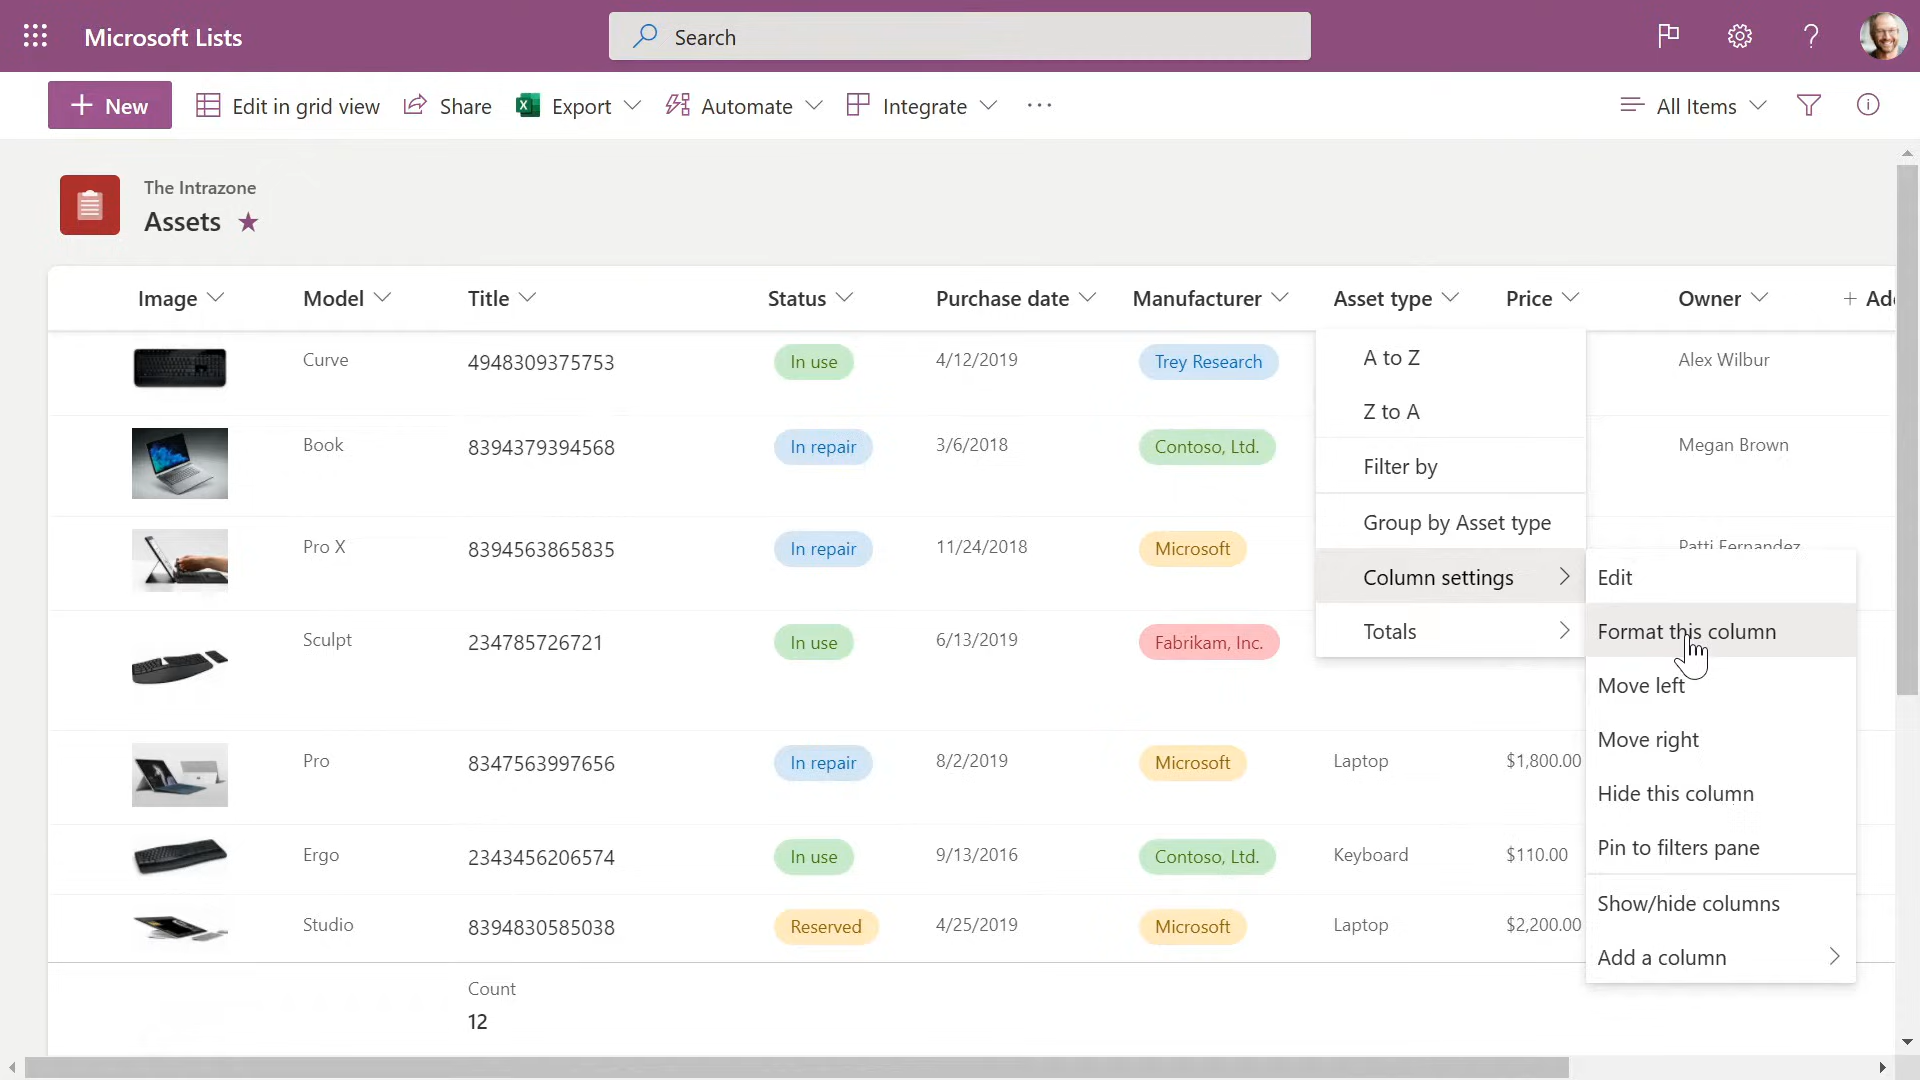 Microsoft Lists
Search
New
Edit in grid view
Share
Export
Automate
Integrate
All Items
The Intrazone
Assets
Image Model Title Status Purchase date Manufacturer Asset type Price Owner + Add
Curve 4948309375753 In use 4/12/2019 Trey Research Alex Wilbur
Book 8394379394568 In repair 3/6/2018 Contoso, Ltd. Megan Brown
Pro X 8394563865835 In repair 11/24/2018 Microsoft Patti Fernandez
Sculpt 234785726721 In use 6/13/2019 Fabrikam, Inc.
Pro 8347563997656 In repair 8/2/2019 Microsoft Laptop $1,800.00
Ergo 2343456206574 In use 9/13/2016 Contoso, Ltd. Keyboard $110.00
Studio 8394830585038 Reserved 4/25/2019 Microsoft Laptop $2,200.00
Count
12
A to Z
Z to A
Filter by
Group by Asset type
Column settings
Totals
Edit
Format this column
Move left
Move right
Hide this column
Pin to filters pane
Show/hide columns
Add a column